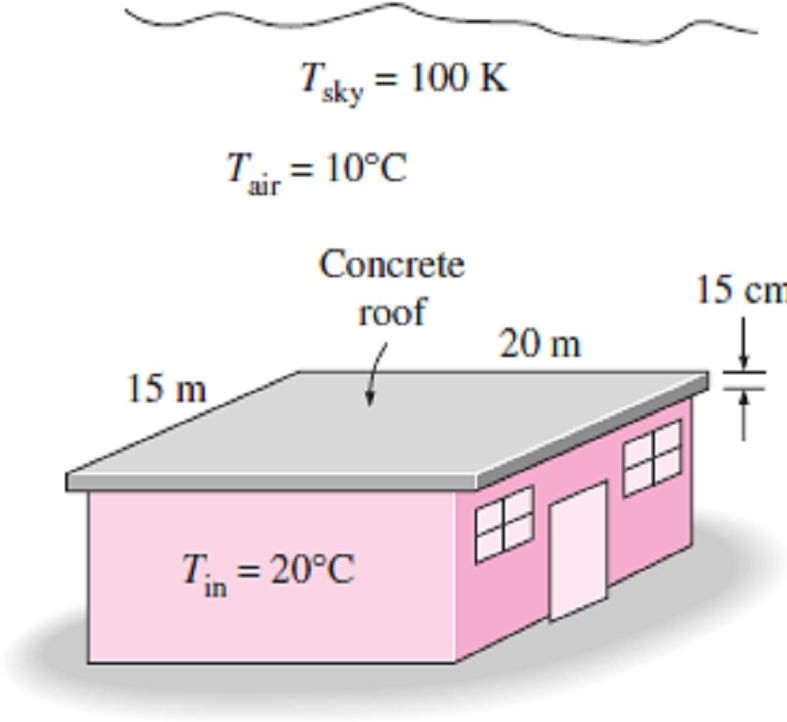 T_sky = 100 K
T_air = 10°C
Concrete
roof
15 cm
20 m
15 m
T_in = 20°C